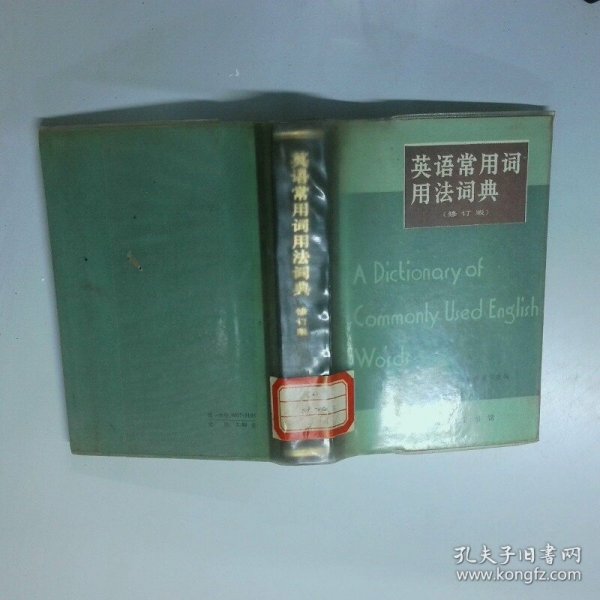 英语常用词
用法词典
(修订版)
A Dictionary of
Commonly Used English
Words
英语常用词用法词典
修订版
孔夫子旧书网
www.kongfz.com